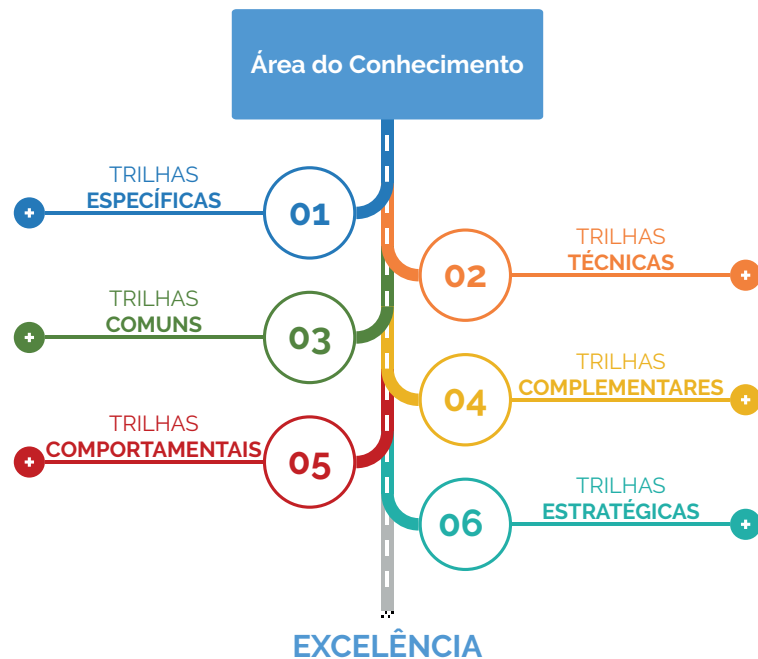 Área do Conhecimento
TRILHAS
ESPECÍFICAS
01
TRILHAS
TÉCNICAS
02
TRILHAS
COMUNS
03
TRILHAS
COMPLEMENTARES
04
TRILHAS
COMPORTAMENTAIS
05
TRILHAS
ESTRATÉGICAS
06
EXCELÊNCIA